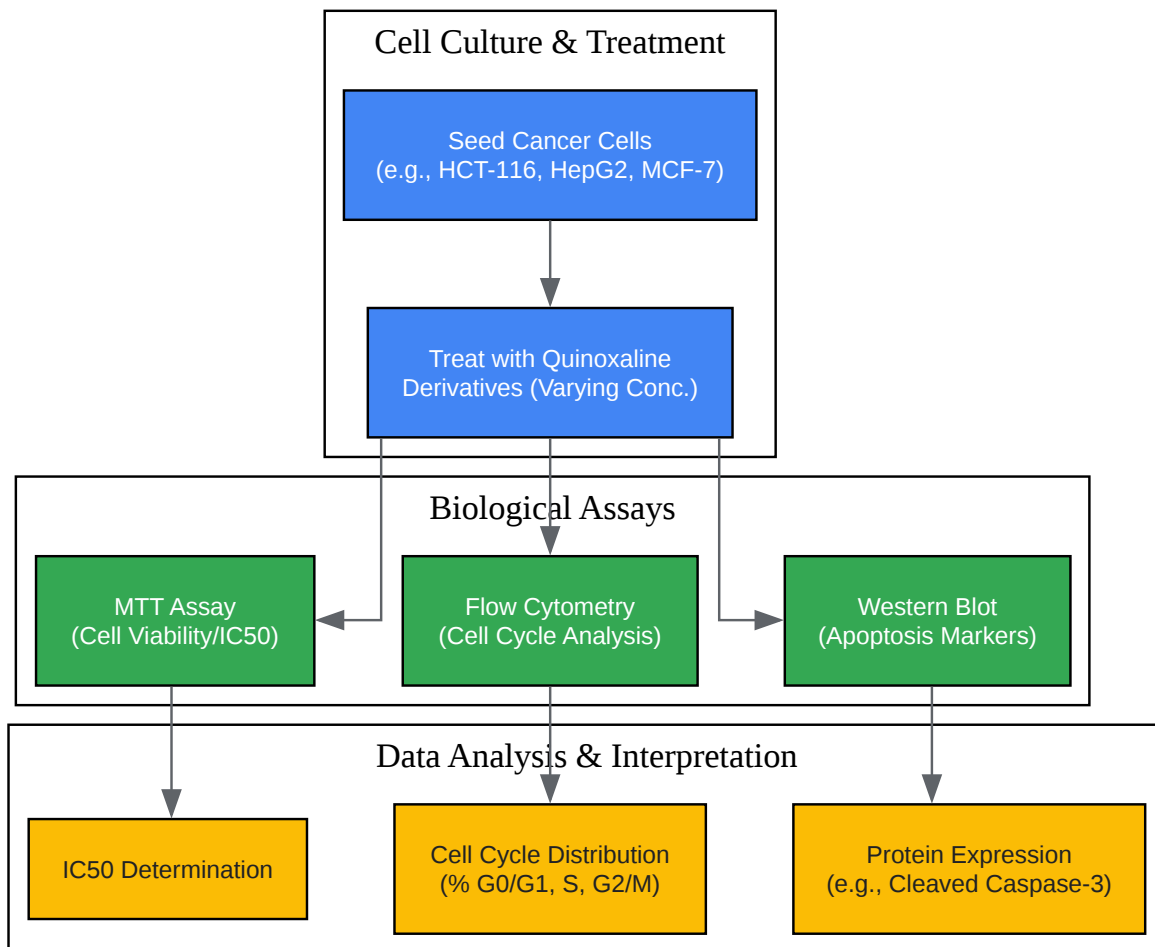 Cell Culture & Treatment
Seed Cancer Cells
(e.g., HCT-116, HepG2, MCF-7)
Treat with Quinoxaline
Derivatives (Varying Conc.)
Biological Assays
MTT Assay
(Cell Viability/IC50)
Flow Cytometry
(Cell Cycle Analysis)
Western Blot
(Apoptosis Markers)
Data Analysis & Interpretation
IC50 Determination
Cell Cycle Distribution
(% G0/G1, S, G2/M)
Protein Expression
(e.g., Cleaved Caspase-3)